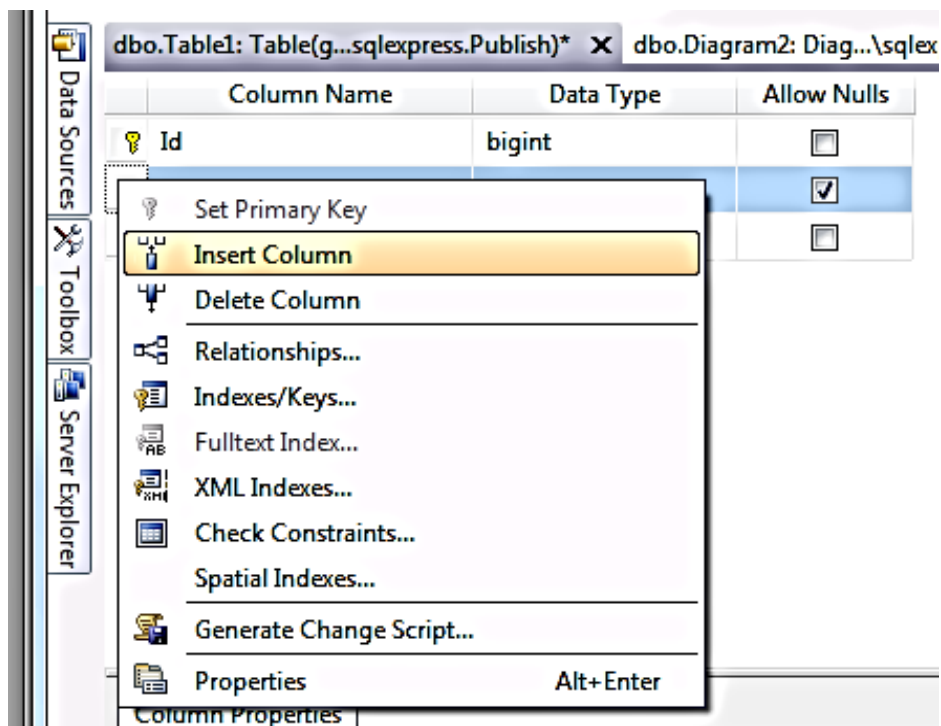 dbo.Table1: Table(g...sqlexpress.Publish)* dbo.Diagram2: Diag...\sqlex
Column Name Data Type Allow Nulls
Id bigint
Set Primary Key
Insert Column
Delete Column
Relationships...
Indexes/Keys...
Fulltext Index...
XML Indexes...
Check Constraints...
Spatial Indexes...
Generate Change Script...
Properties Alt+Enter
Column Properties
Data Sources
Toolbox
Server Explorer